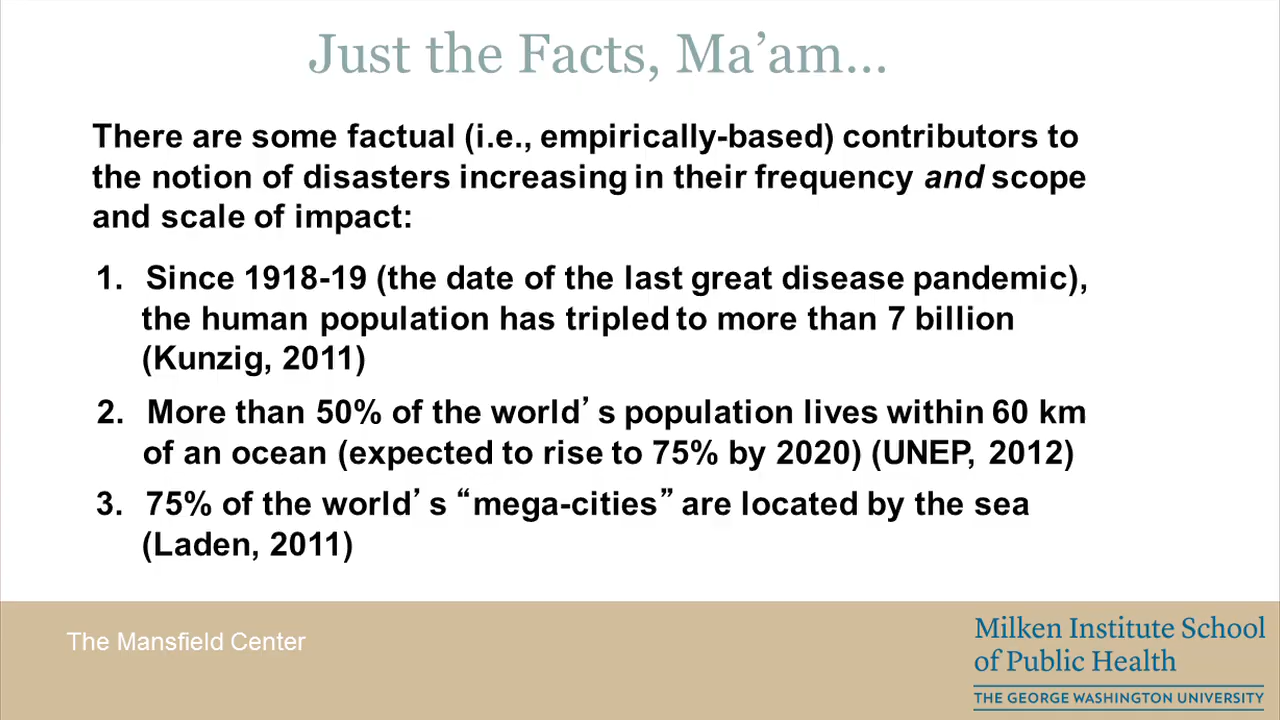 Just the Facts, Ma’am…
There are some factual (i.e., empirically-based) contributors to
the notion of disasters increasing in their frequency and scope
and scale of impact:
1. Since 1918-19 (the date of the last great disease pandemic),
the human population has tripled to more than 7 billion
(Kunzig, 2011)
2. More than 50% of the world’s population lives within 60 km
of an ocean (expected to rise to 75% by 2020) (UNEP, 2012)
3. 75% of the world’s “mega-cities” are located by the sea
(Laden, 2011)
The Mansfield Center
Milken Institute School
of Public Health
THE GEORGE WASHINGTON UNIVERSITY